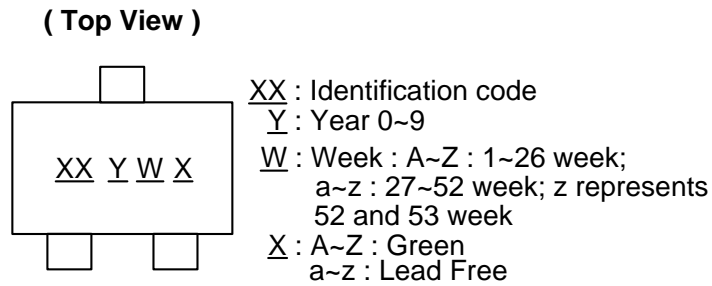 ( Top View )
XX Y W X
XX : Identification code
Y : Year 0~9
W : Week : A~Z : 1~26 week;
a~z : 27~52 week; z represents
52 and 53 week
X : A~Z : Green
a~z : Lead Free